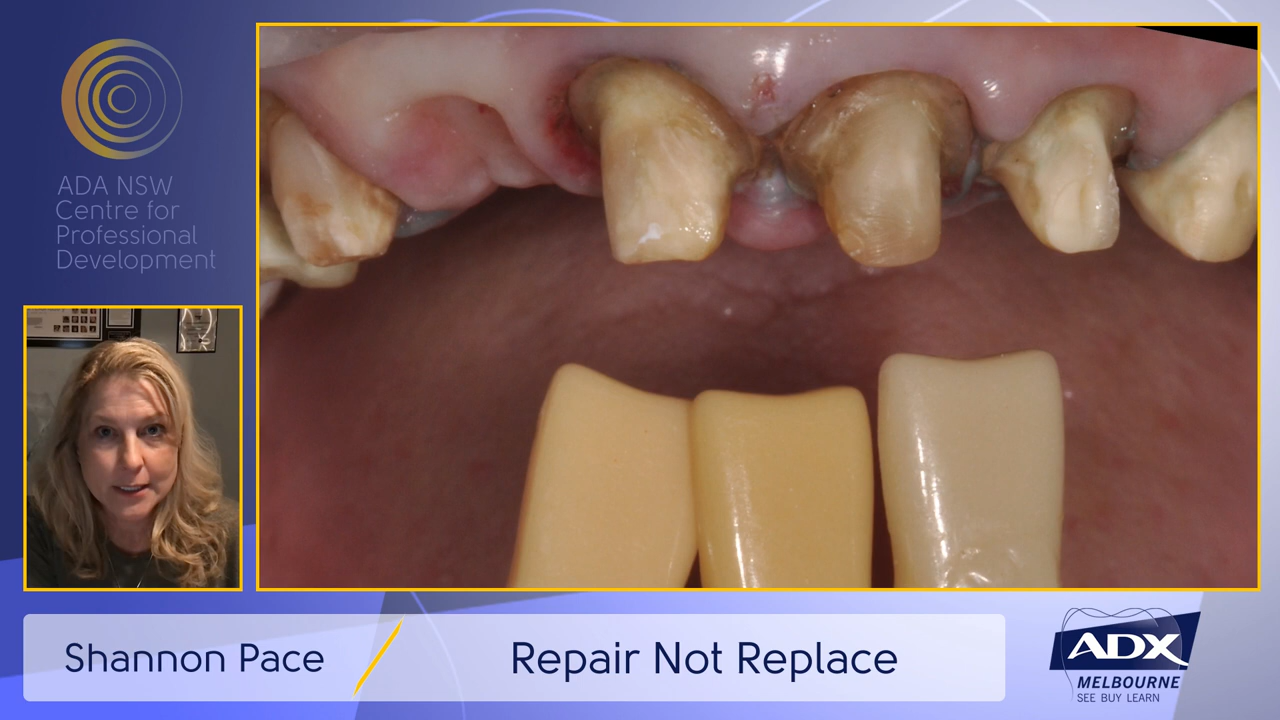 ADA NSW
Centre for
Professional
Development
Shannon Pace
Repair Not Replace
ADX
MELBOURNE
SEE BUY LEARN